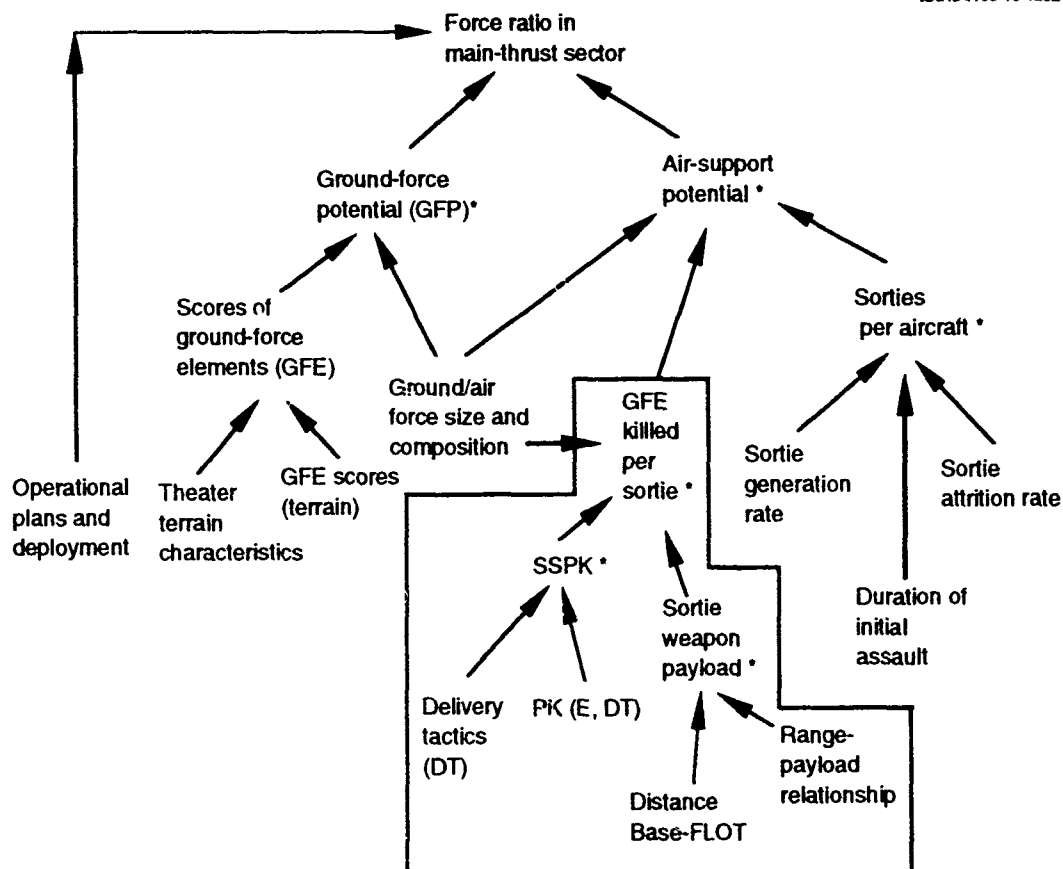 Force ratio in
main-thrust sector
Ground-force
potential (GFP)*
Air-support
potential *
Scores of
ground-force
elements (GFE)
Sorties
per aircraft *
Ground/air
force size and
composition
GFE
killed
per
sortie *
Operational
plans and
deployment
Theater
terrain
characteristics
GFE scores
(terrain)
Sortie
generation
rate
Sortie
attrition rate
SSPK *
Sortie
weapon
payload *
Duration of
initial
assault
Delivery
tactics
(DT)
PK (E, DT)
Range-
payload
relationship
Distance
Base-FLOT